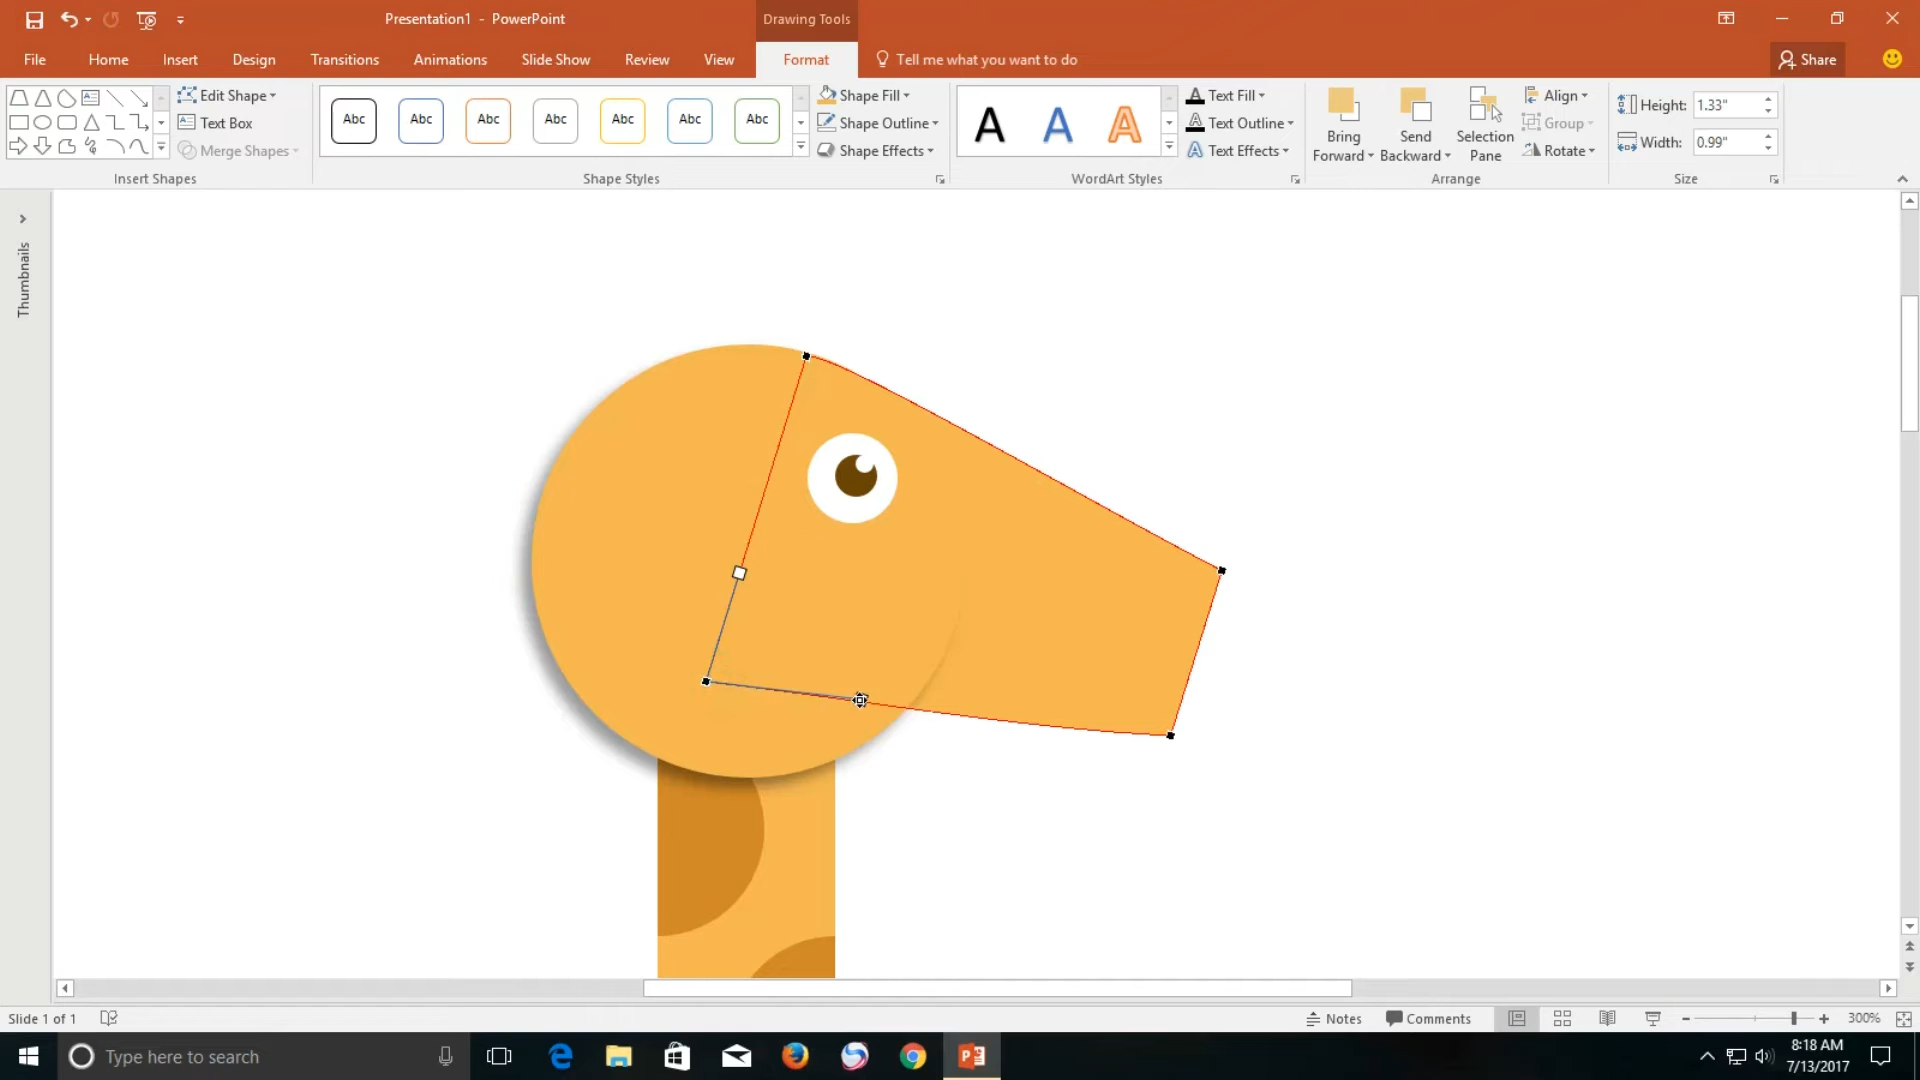 Presentation1 - PowerPoint
Drawing Tools
File Home Insert Design Transitions Animations Slide Show Review View Format Tell me what you want to do Share
Edit Shape
Text Box
Merge Shapes
Insert Shapes
Abc Abc Abc Abc Abc Abc Abc
Shape Fill
Shape Outline
Shape Effects
Shape Styles
A A A
Text Fill
Text Outline
Text Effects
WordArt Styles
Bring Forward
Send Backward
Selection Pane
Align
Group
Rotate
Arrange
Height: 1.33"
Width: 0.99"
Size
Thumbnails
Slide 1 of 1
Notes Comments 300%
Type here to search
8:18 AM
7/13/2017